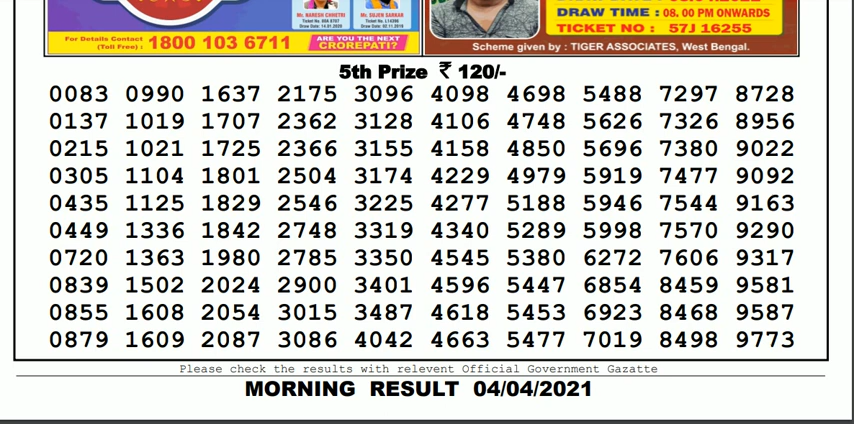 Mr. NARESH CHHETRI
Mr. SUJEN SARKAR
For Details Contact
(Toll Free) : 1800 103 6711
ARE YOU THE NEXT
CROREPATI?
DRAW TIME : 08.00 PM ONWARDS
TICKET NO : 57J 16255
Scheme given by : TIGER ASSOCIATES, West Bengal.
5th Prize ₹ 120/-
0083 0990 1637 2175 3096 4098 4698 5488 7297 8728
0137 1019 1707 2362 3128 4106 4748 5626 7326 8956
0215 1021 1725 2366 3155 4158 4850 5696 7380 9022
0305 1104 1801 2504 3174 4229 4979 5919 7477 9092
0435 1125 1829 2546 3225 4277 5188 5946 7544 9163
0449 1336 1842 2748 3319 4340 5289 5998 7570 9290
0720 1363 1980 2785 3350 4545 5380 6272 7606 9317
0839 1502 2024 2900 3401 4596 5447 6854 8459 9581
0855 1608 2054 3015 3487 4618 5453 6923 8468 9587
0879 1609 2087 3086 4042 4663 5477 7019 8498 9773
Please check the results with relevent Official Government Gazatte
MORNING RESULT 04/04/2021